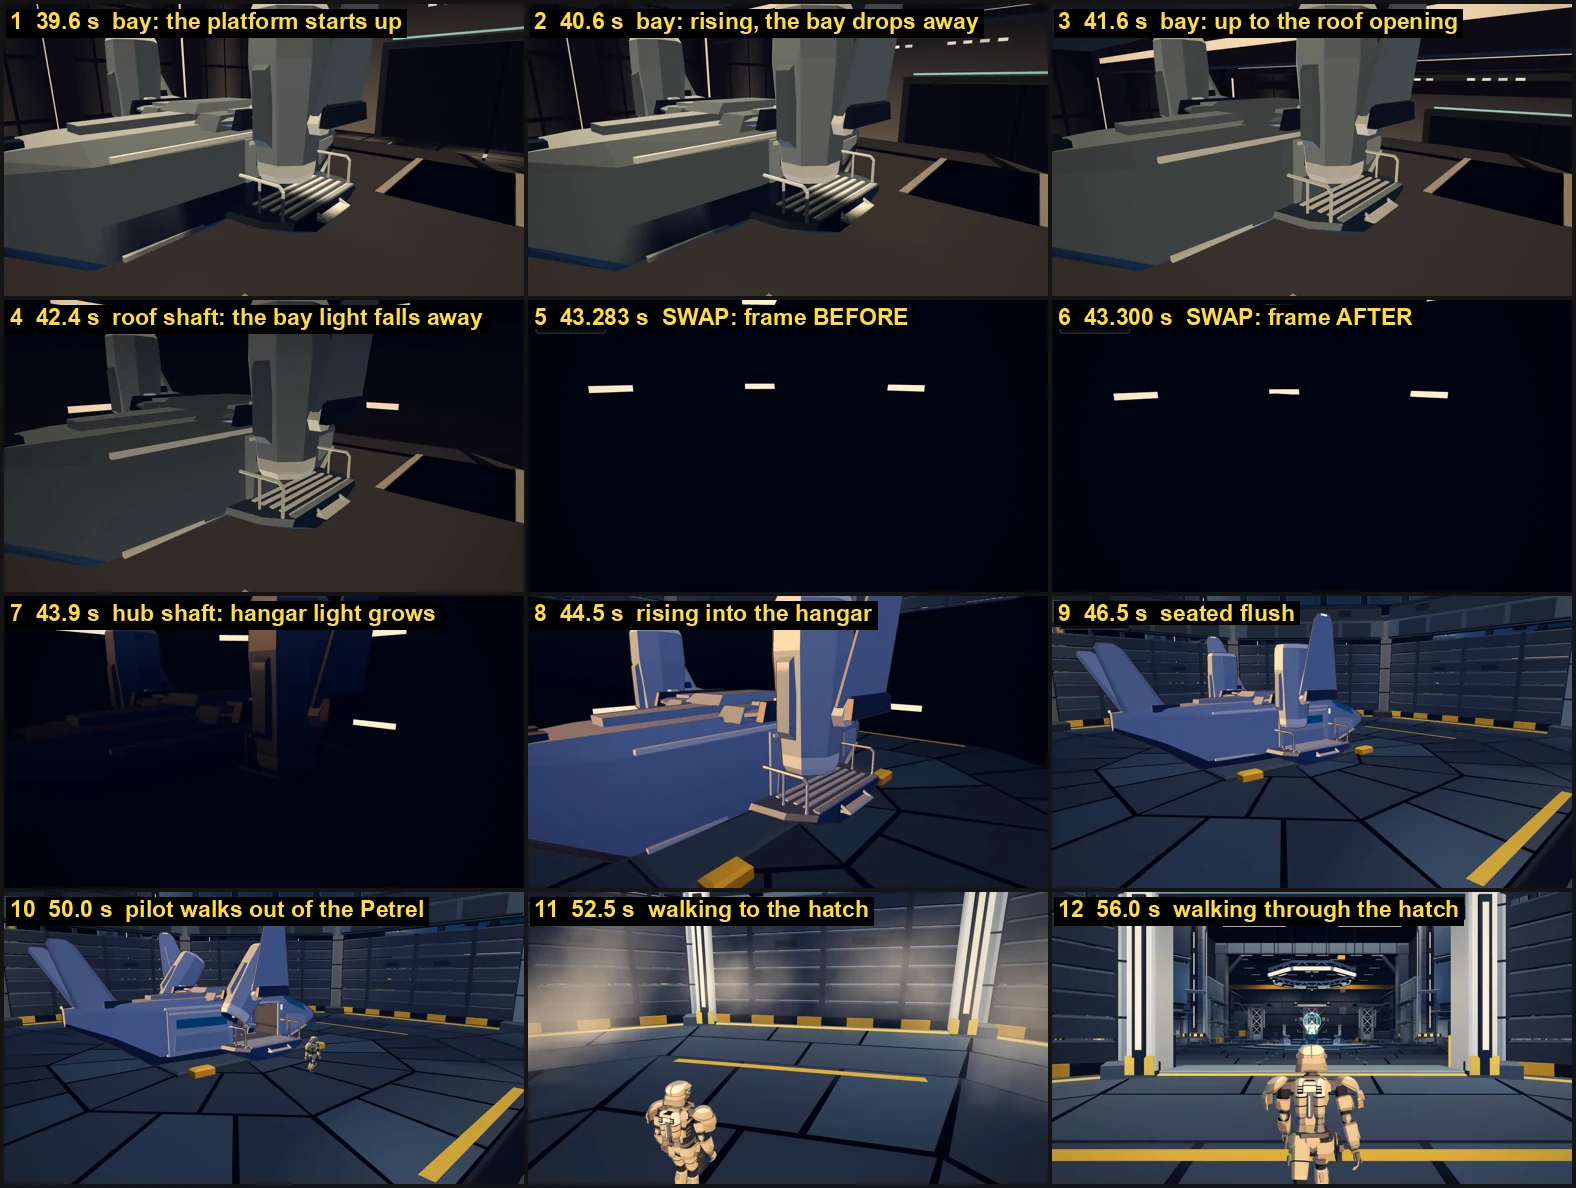 1 39.6 s bay: the platform starts up
2 40.6 s bay: rising, the bay drops away
3 41.6 s bay: up to the roof opening
4 42.4 s roof shaft: the bay light falls away
5 43.283 s SWAP: frame BEFORE
6 43.300 s SWAP: frame AFTER
7 43.9 s hub shaft: hangar light grows
8 44.5 s rising into the hangar
9 46.5 s seated flush
10 50.0 s pilot walks out of the Petrel
11 52.5 s walking to the hatch
12 56.0 s walking through the hatch